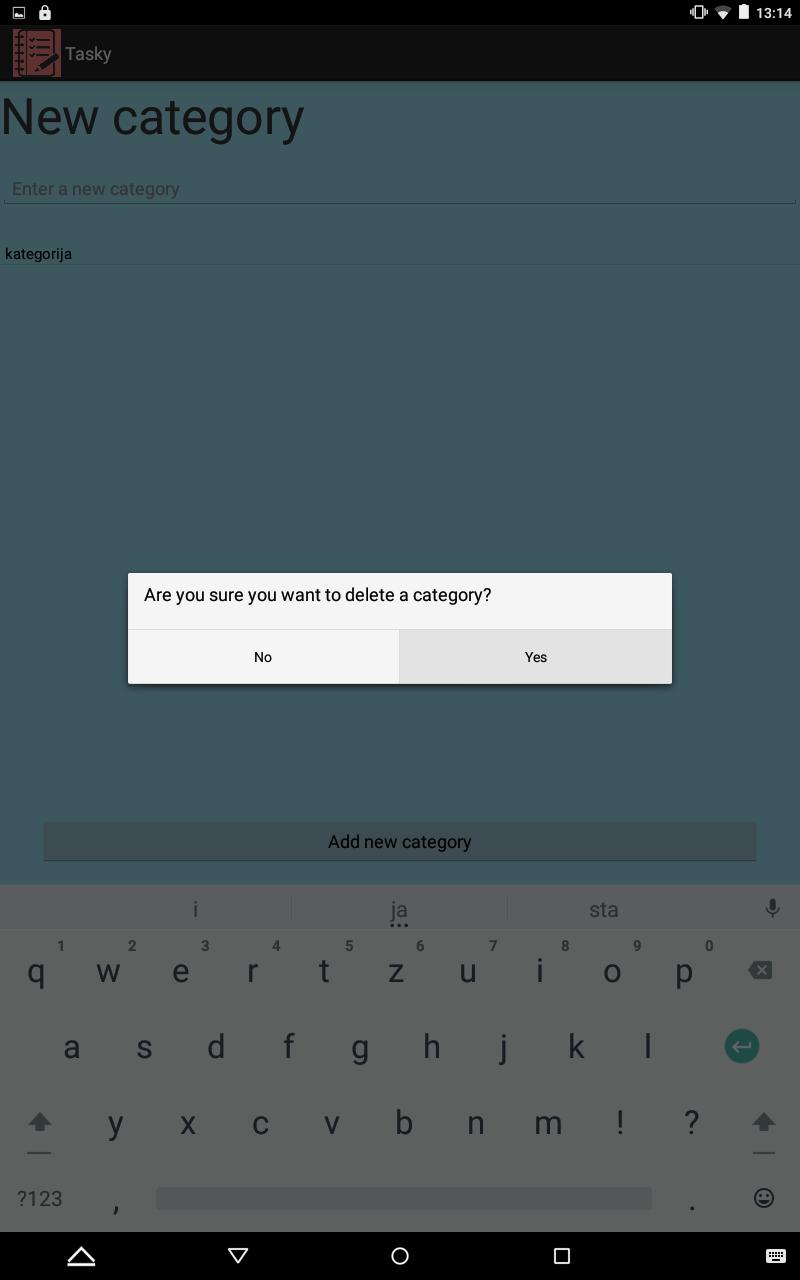 13:14
Tasky
New category
Enter a new category
kategorija
Are you sure you want to delete a category?
No Yes
Add new category
i ja sta
1 2 3 4 5 6 7 8 9 0
q w e r t z u i o p
a s d f g h j k l
y x c v b n m ! ?
?123 , .